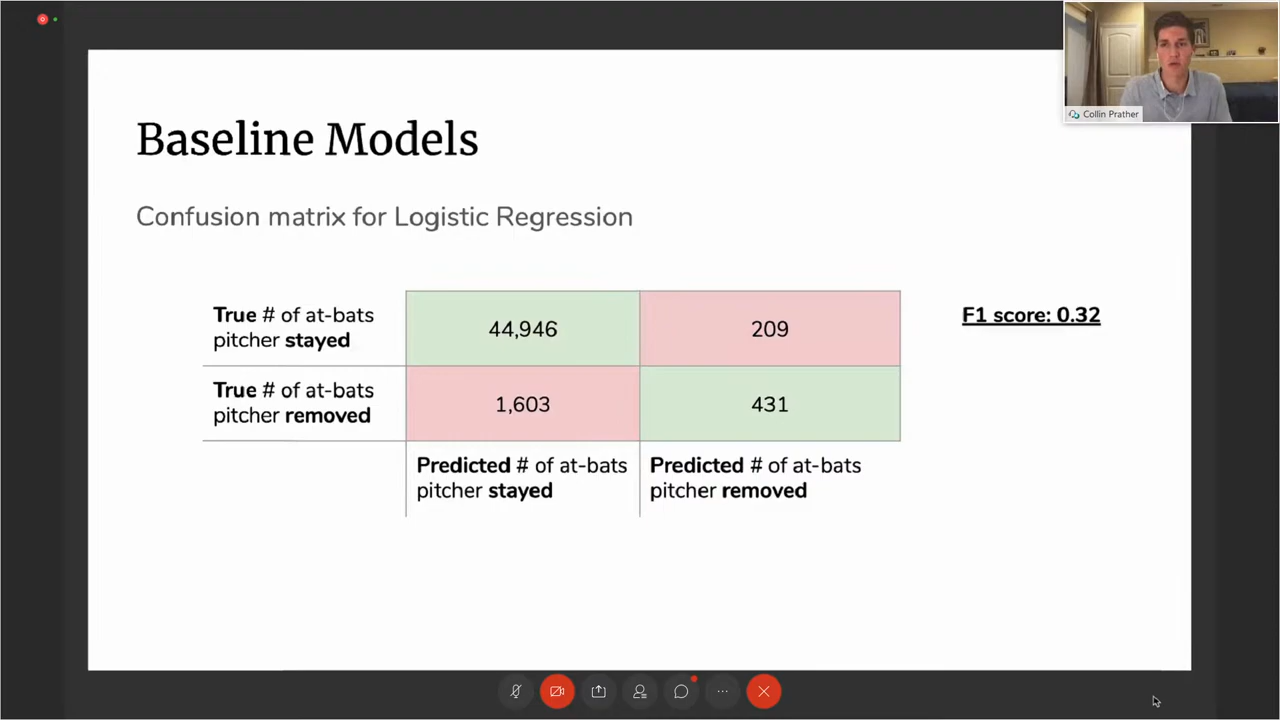 Collin Prather
Baseline Models
Confusion matrix for Logistic Regression
True # of at-bats
pitcher stayed
44,946
209
F1 score: 0.32
True # of at-bats
pitcher removed
1,603
431
Predicted # of at-bats
pitcher stayed
Predicted # of at-bats
pitcher removed